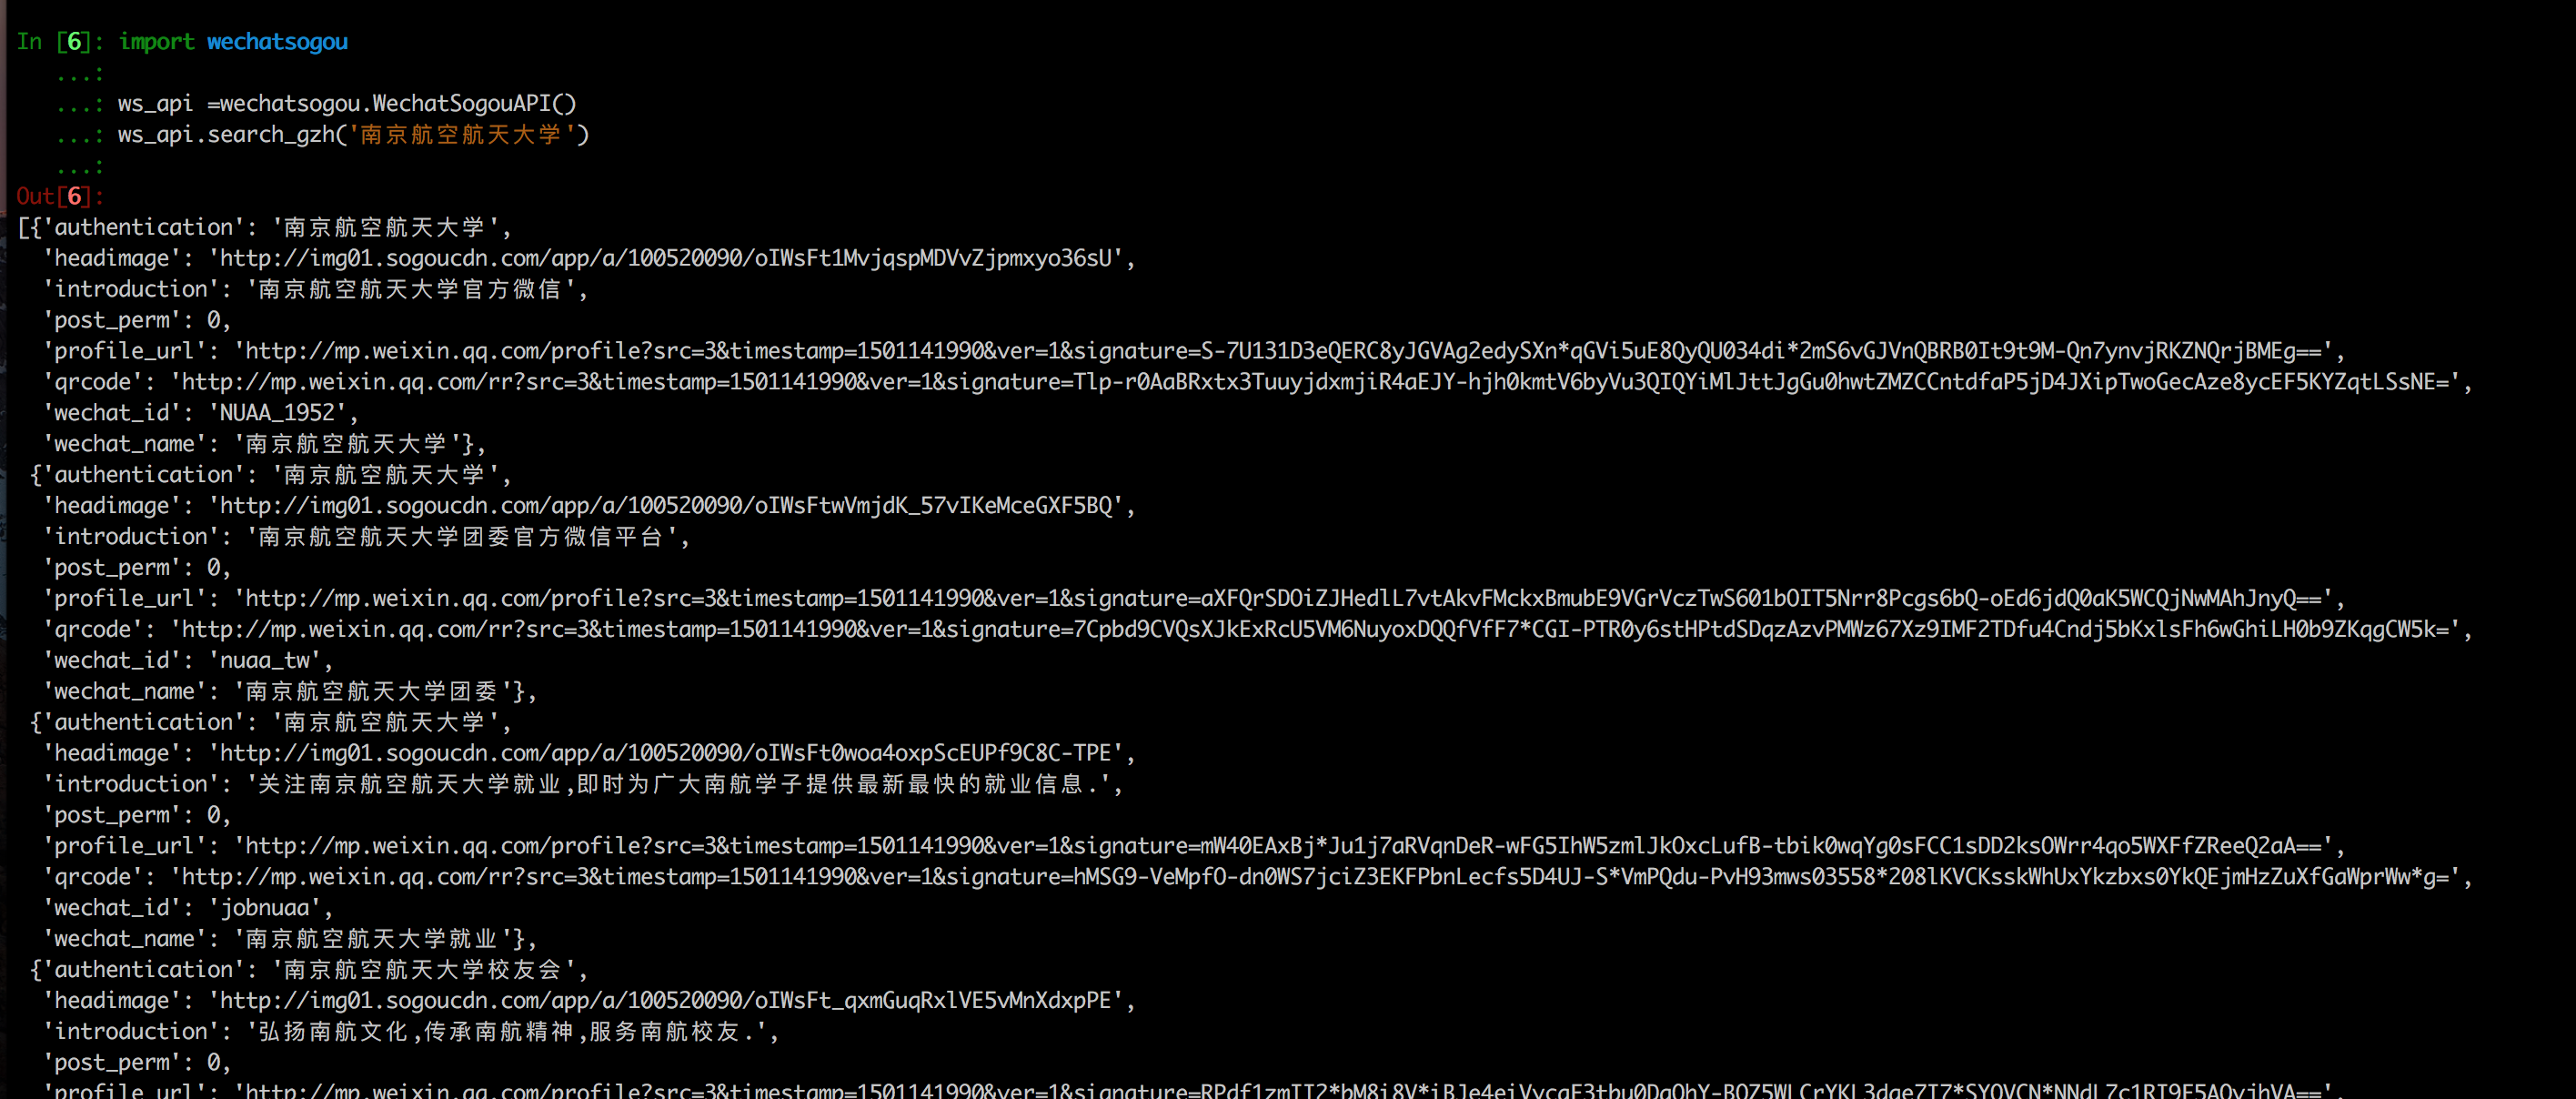 In [6]: import wechatsogou
...:
...: ws_api =wechatsogou.WechatSogouAPI()
...: ws_api.search_gzh('南京航空航天大学')
...:
Out[6]:
[{'authentication': '南京航空航天大学',
'headimage': 'http://img01.sogoucdn.com/app/a/100520090/oIWsFt1MvjqspMDVvZjpmxyo36sU',
'introduction': '南京航空航天大学官方微信',
'post_perm': 0,
'profile_url': 'http://mp.weixin.qq.com/profile?src=3&timestamp=1501141990&ver=1&signature=S-7U131D3eQERC8yJGVAg2edySXn*qGVi5uE8QyQU034di*2mS6vGJVnQBRB0It9t9M-Qn7ynvjRKZNQrjBMEg==',
'qrcode': 'http://mp.weixin.qq.com/rr?src=3&timestamp=1501141990&ver=1&signature=Tlp-r0AaBRxtx3TuuyjdxmjiR4aEJY-hjh0kmtV6byVu3QIQYiMlJttJgGu0hwtZMZCCntdfaP5jD4JXipTwoGecAze8ycEF5KYZqtLSsNE=',
'wechat_id': 'NUAA_1952',
'wechat_name': '南京航空航天大学'},
{'authentication': '南京航空航天大学',
'headimage': 'http://img01.sogoucdn.com/app/a/100520090/oIWsFtwVmjdK_57vIKeMceGXF5BQ',
'introduction': '南京航空航天大学团委官方微信平台',
'post_perm': 0,
'profile_url': 'http://mp.weixin.qq.com/profile?src=3&timestamp=1501141990&ver=1&signature=aXFQrSDOiZJHedlL7vtAkvFMckxBmubE9VGrVczTwS601bOIT5Nrr8Pcgs6bQ-oEd6jdQ0aK5WCQjNwMAhJnyQ==',
'qrcode': 'http://mp.weixin.qq.com/rr?src=3&timestamp=1501141990&ver=1&signature=7Cpbd9CVQsXJkExRcU5VM6NuyoxDQQfVfF7*CGI-PTR0y6stHPtdSDqzAzvPMWz67Xz9IMF2TDfu4Cndj5bKxlsFh6wGhiLH0b9ZKqgCW5k=',
'wechat_id': 'nuaa_tw',
'wechat_name': '南京航空航天大学团委'},
{'authentication': '南京航空航天大学',
'headimage': 'http://img01.sogoucdn.com/app/a/100520090/oIWsFt0woa4oxpScEUPf9C8C-TPE',
'introduction': '关注南京航空航天大学就业,即时为广大南航学子提供最新最快的就业信息.',
'post_perm': 0,
'profile_url': 'http://mp.weixin.qq.com/profile?src=3&timestamp=1501141990&ver=1&signature=mW40EAxBj*Ju1j7aRVqnDeR-wFG5IhW5zmlJkOxcLufB-tbik0wqYg0sFCC1sDD2ksOWrr4qo5WXFfZReeQ2aA==',
'qrcode': 'http://mp.weixin.qq.com/rr?src=3&timestamp=1501141990&ver=1&signature=hMSG9-VeMpfO-dn0WS7jciZ3EKFPbnLecfs5D4UJ-S*VmPQdu-PvH93mws03558*208lKVCKsskWhUxYkzbxs0YkQEjmHzZuXfGaWprWw*g=',
'wechat_id': 'jobnuaa',
'wechat_name': '南京航空航天大学就业'},
{'authentication': '南京航空航天大学校友会',
'headimage': 'http://img01.sogoucdn.com/app/a/100520090/oIWsFt_qxmGuqRxlVE5vMnXdxpPE',
'introduction': '弘扬南航文化,传承南航精神,服务南航校友.',
'post_perm': 0,
'profile_url':